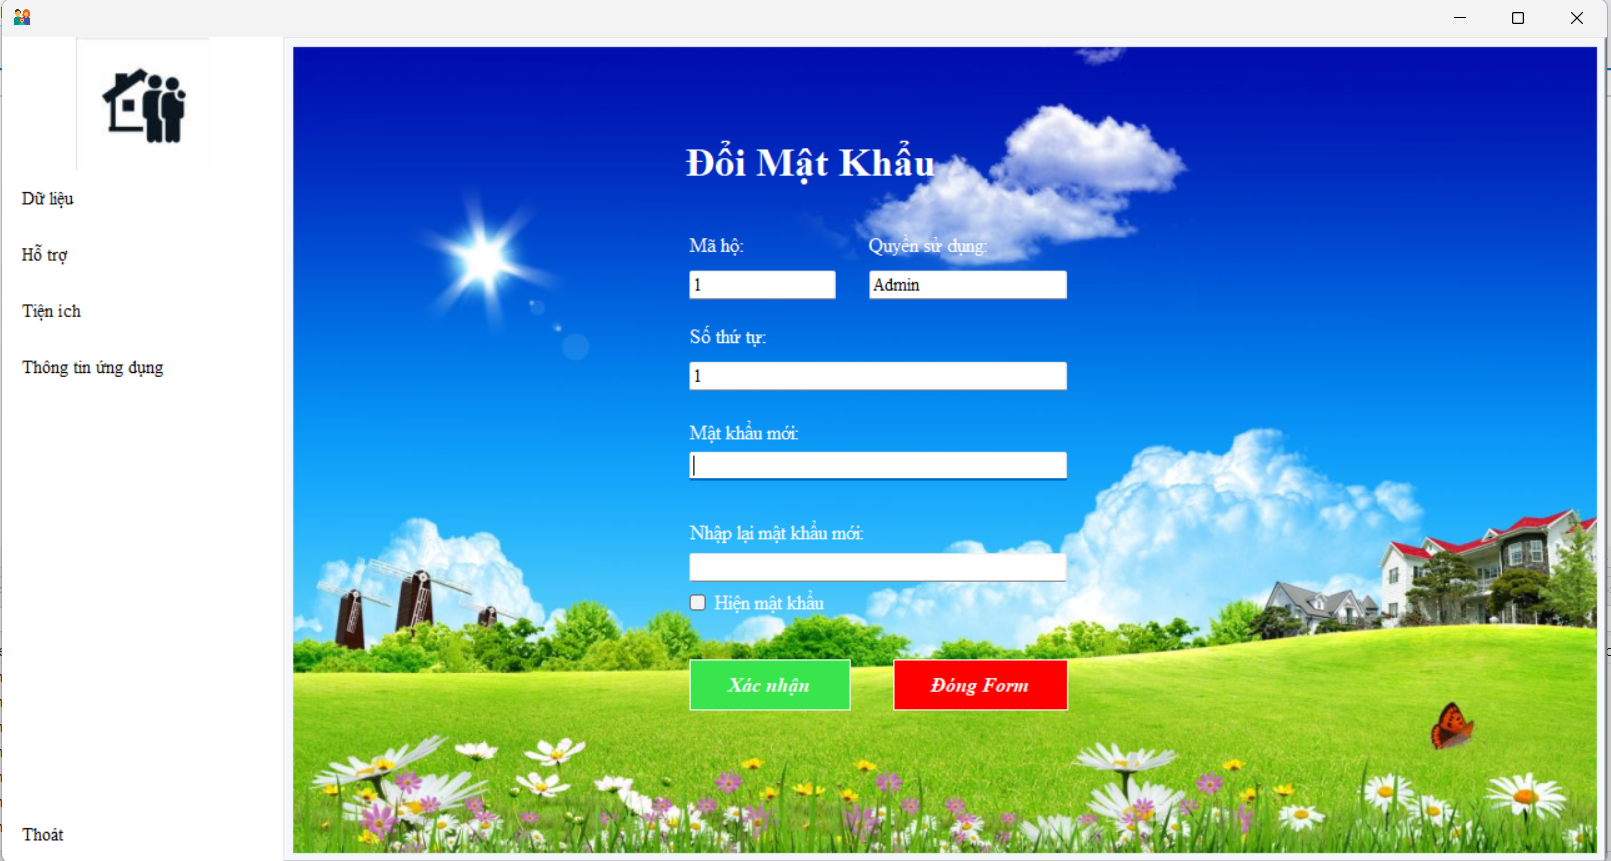 Dữ liệu
Hỗ trợ
Tiện ích
Thông tin ứng dụng
Thoát
Đổi Mật Khẩu
Mã hộ: Quyền sử dụng:
1 Admin
Số thứ tự:
1
Mật khẩu mới:
Nhập lại mật khẩu mới:
Hiện mật khẩu
Xác nhận Đóng Form